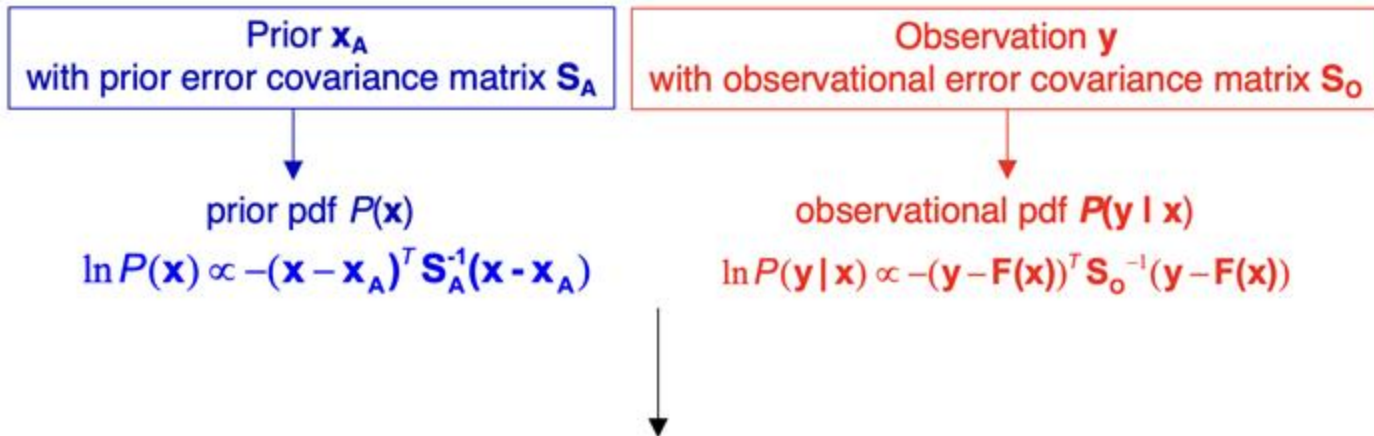 Prior x_A
with prior error covariance matrix S_A
Observation y
with observational error covariance matrix S_O
prior pdf P(x)
ln P(x) ∝ −(x − x_A)^T S_A^-1(x - x_A)
observational pdf P(y | x)
ln P(y | x) ∝ −(y − F(x))^T S_O^−1(y − F(x))